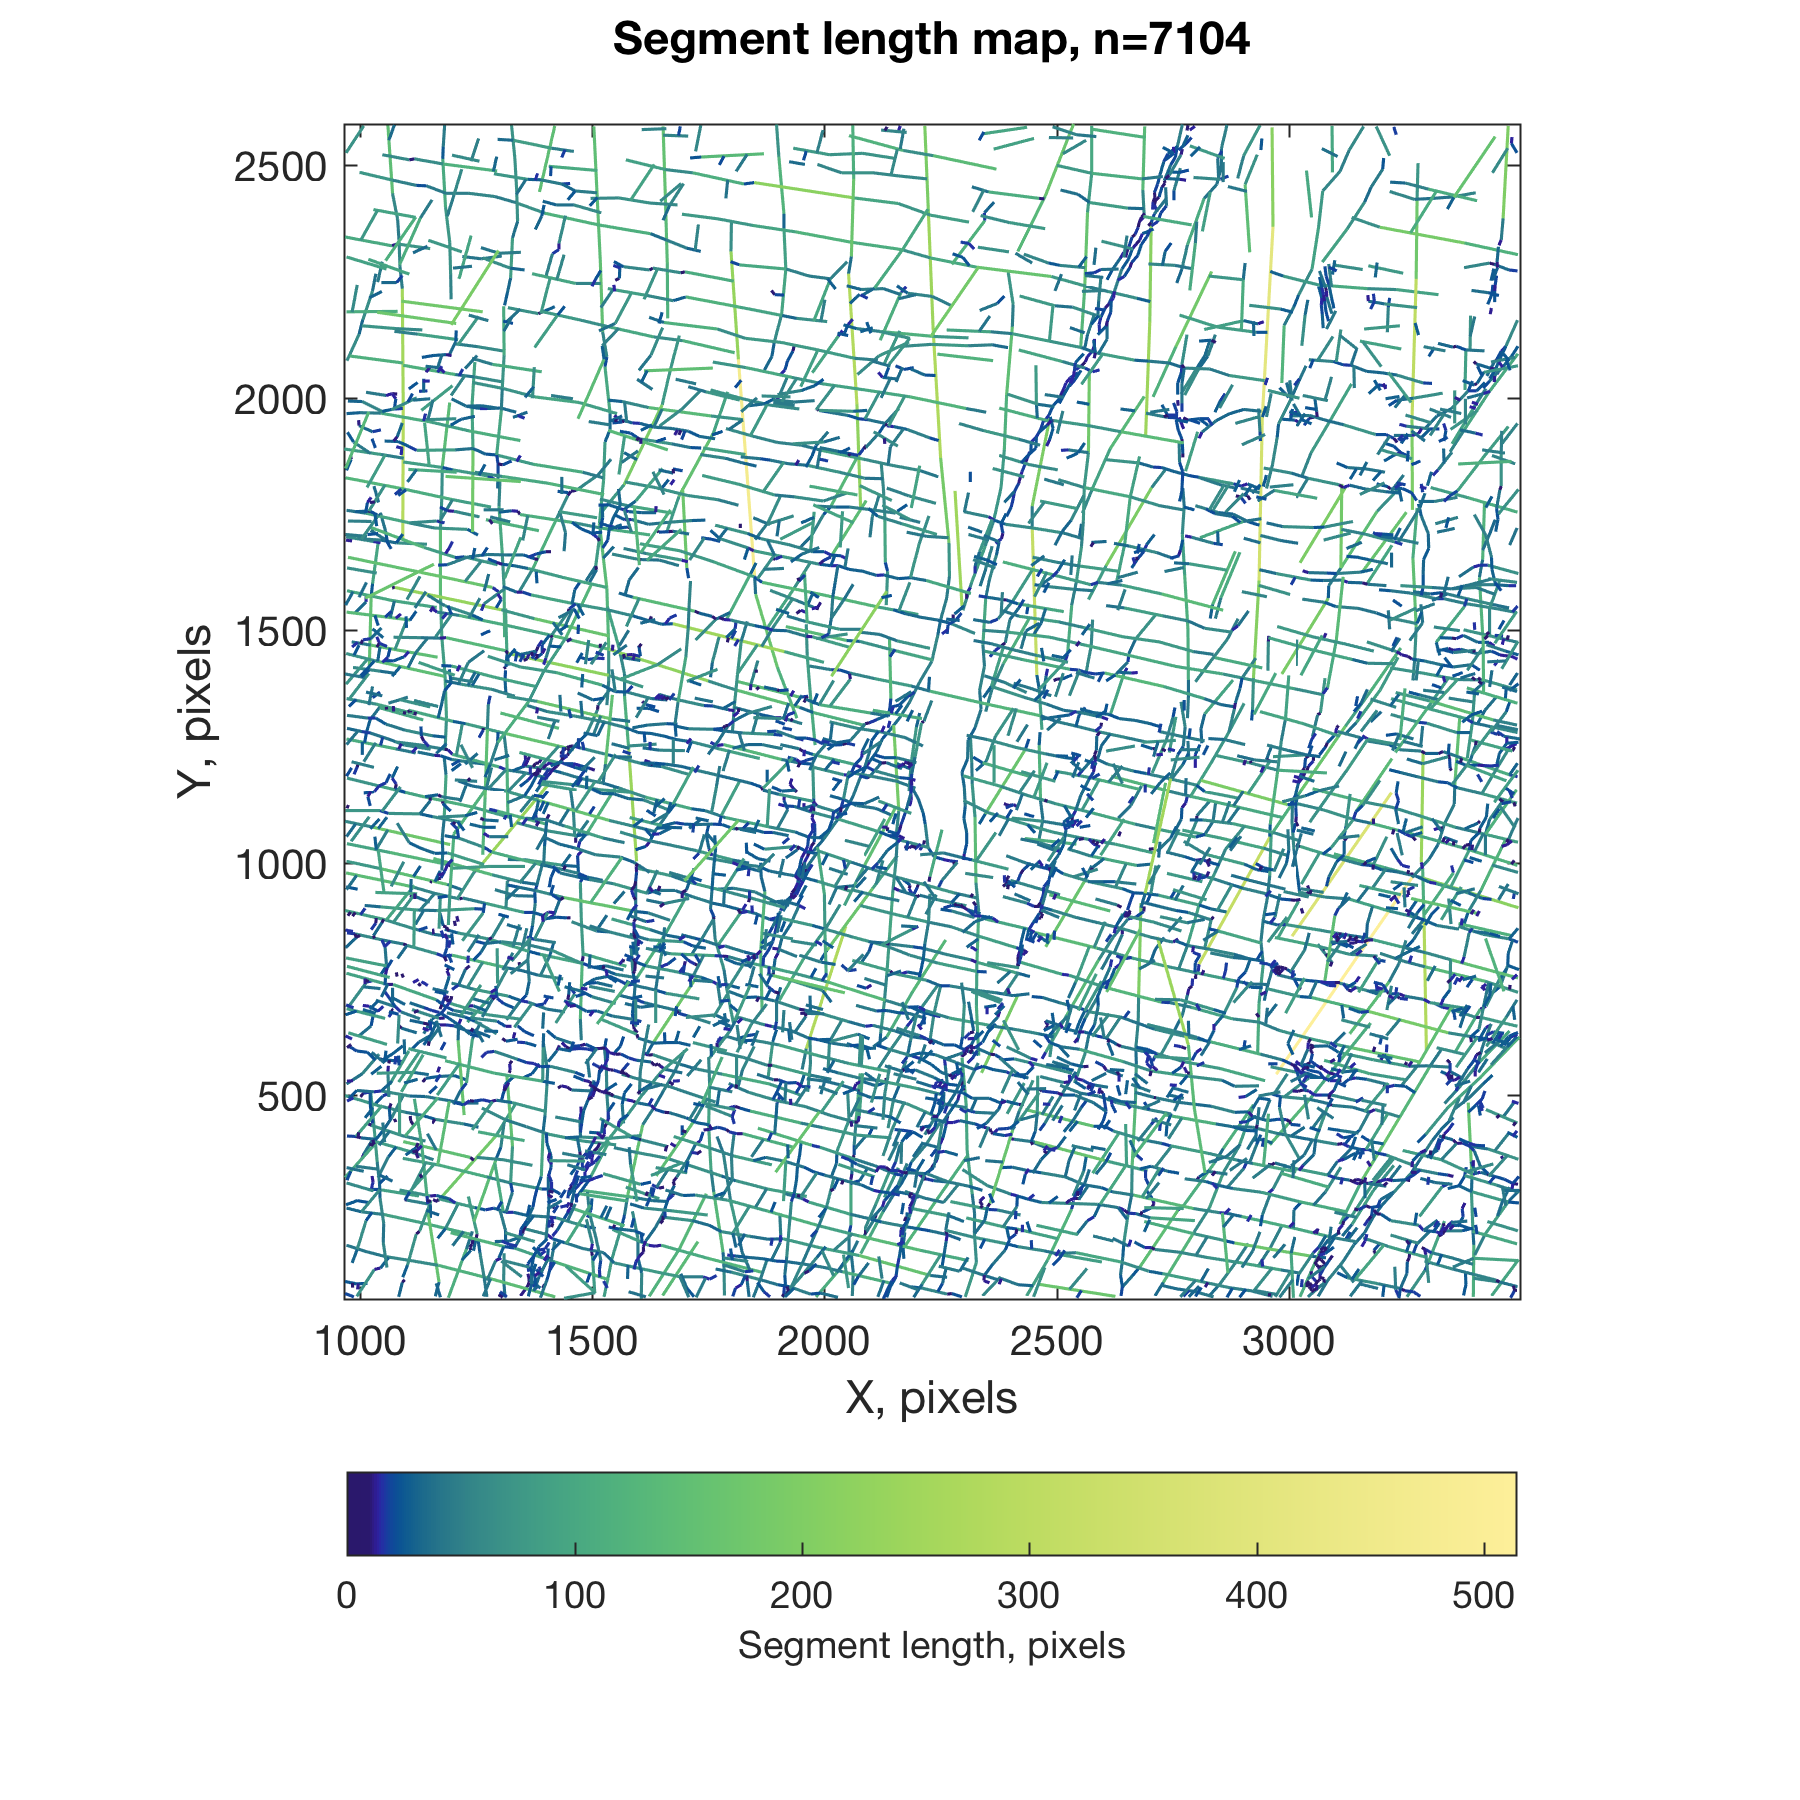 Segment length map, n=7104
2500
2000
1500
1000
500
Y, pixels
1000 1500 2000 2500 3000
X, pixels
0 100 200 300 400 500
Segment length, pixels